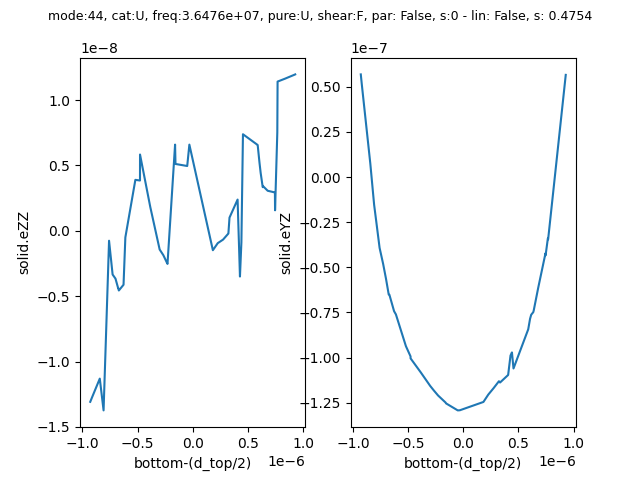 mode:44, cat:U, freq:3.6476e+07, pure:U, shear:F, par: False, s:0 - lin: False, s: 0.4754
1e−8
1.0
0.5
0.0
−0.5
−1.0
−1.5
solid.eZZ
−1.0
−0.5
0.0
0.5
1.0
bottom-(d_top/2)
1e−6
1e−7
0.50
0.25
0.00
−0.25
−0.50
−0.75
−1.00
−1.25
solid.eYZ
−1.0
−0.5
0.0
0.5
1.0
bottom-(d_top/2)
1e−6